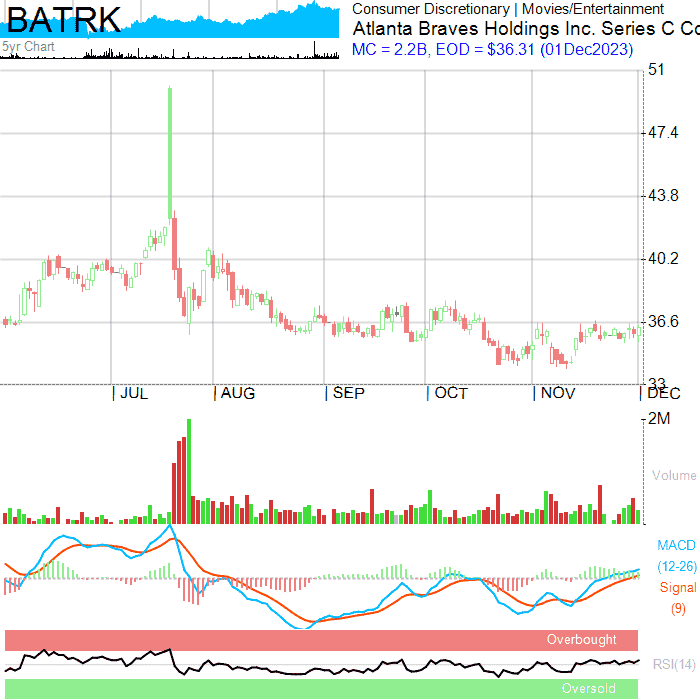 BATRK
5yr Chart
Consumer Discretionary | Movies/Entertainment
Atlanta Braves Holdings Inc. Series C Co
MC = 2.2B, EOD = $36.31 (01Dec2023)
51
47.4
43.8
40.2
36.6
33
| JUL | AUG | SEP | OCT | NOV | DEC
2M
Volume
MACD
(12-26)
Signal
(9)
Overbought
RSI(14)
Oversold